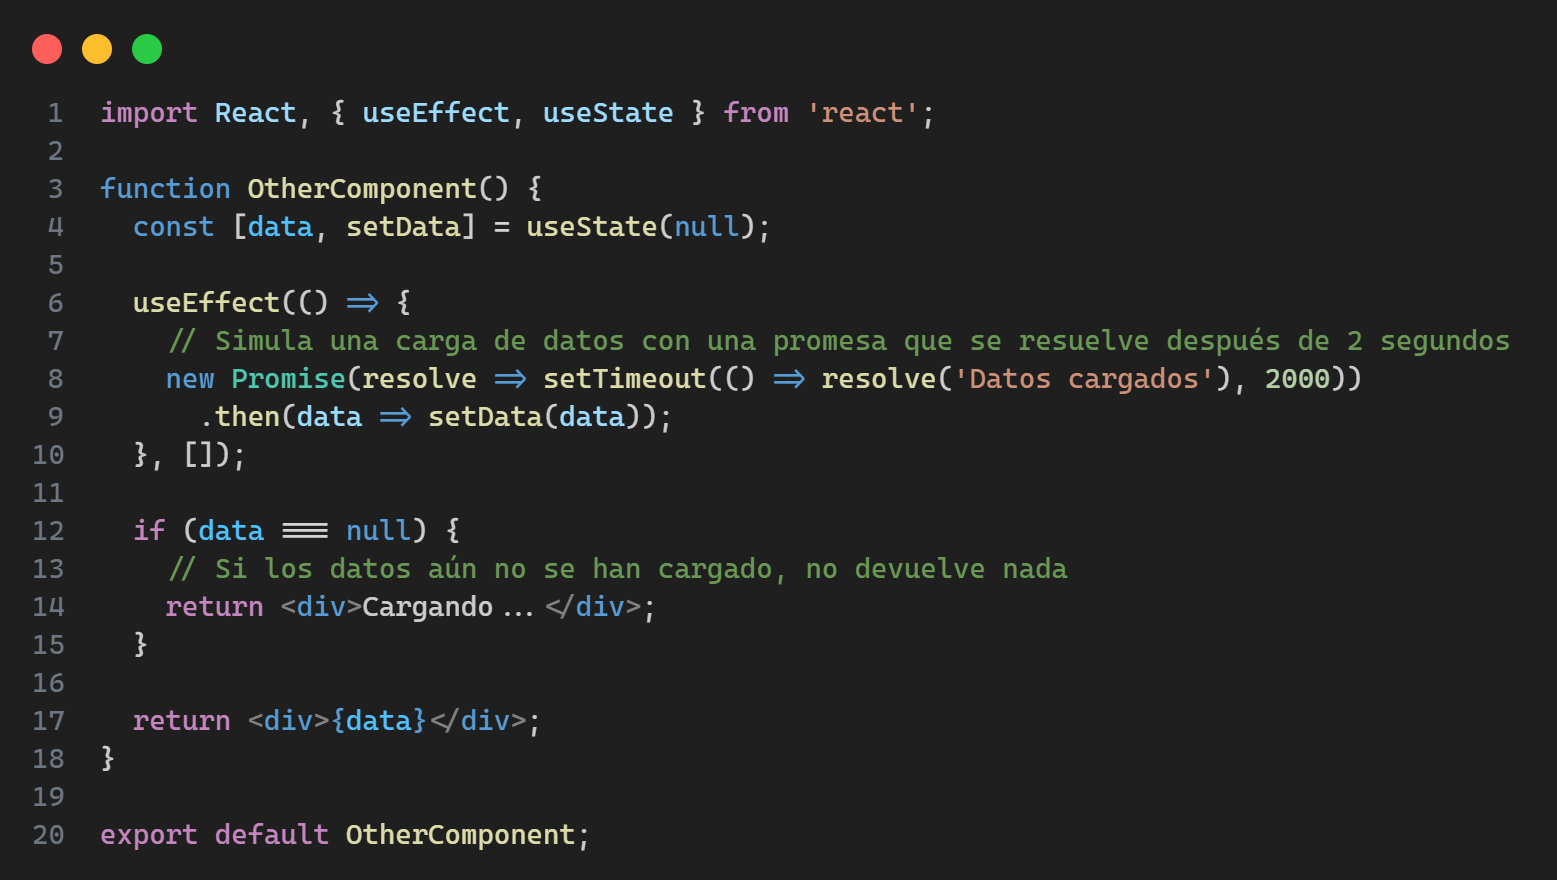 1 import React, { useEffect, useState } from 'react';
2
3 function OtherComponent() {
4   const [data, setData] = useState(null);
5
6   useEffect(() => {
7     // Simula una carga de datos con una promesa que se resuelve después de 2 segundos
8     new Promise(resolve => setTimeout(() => resolve('Datos cargados'), 2000))
9       .then(data => setData(data));
10   }, []);
11
12   if (data === null) {
13     // Si los datos aún no se han cargado, no devuelve nada
14     return <div>Cargando...</div>;
15   }
16
17   return <div>{data}</div>;
18 }
19
20 export default OtherComponent;